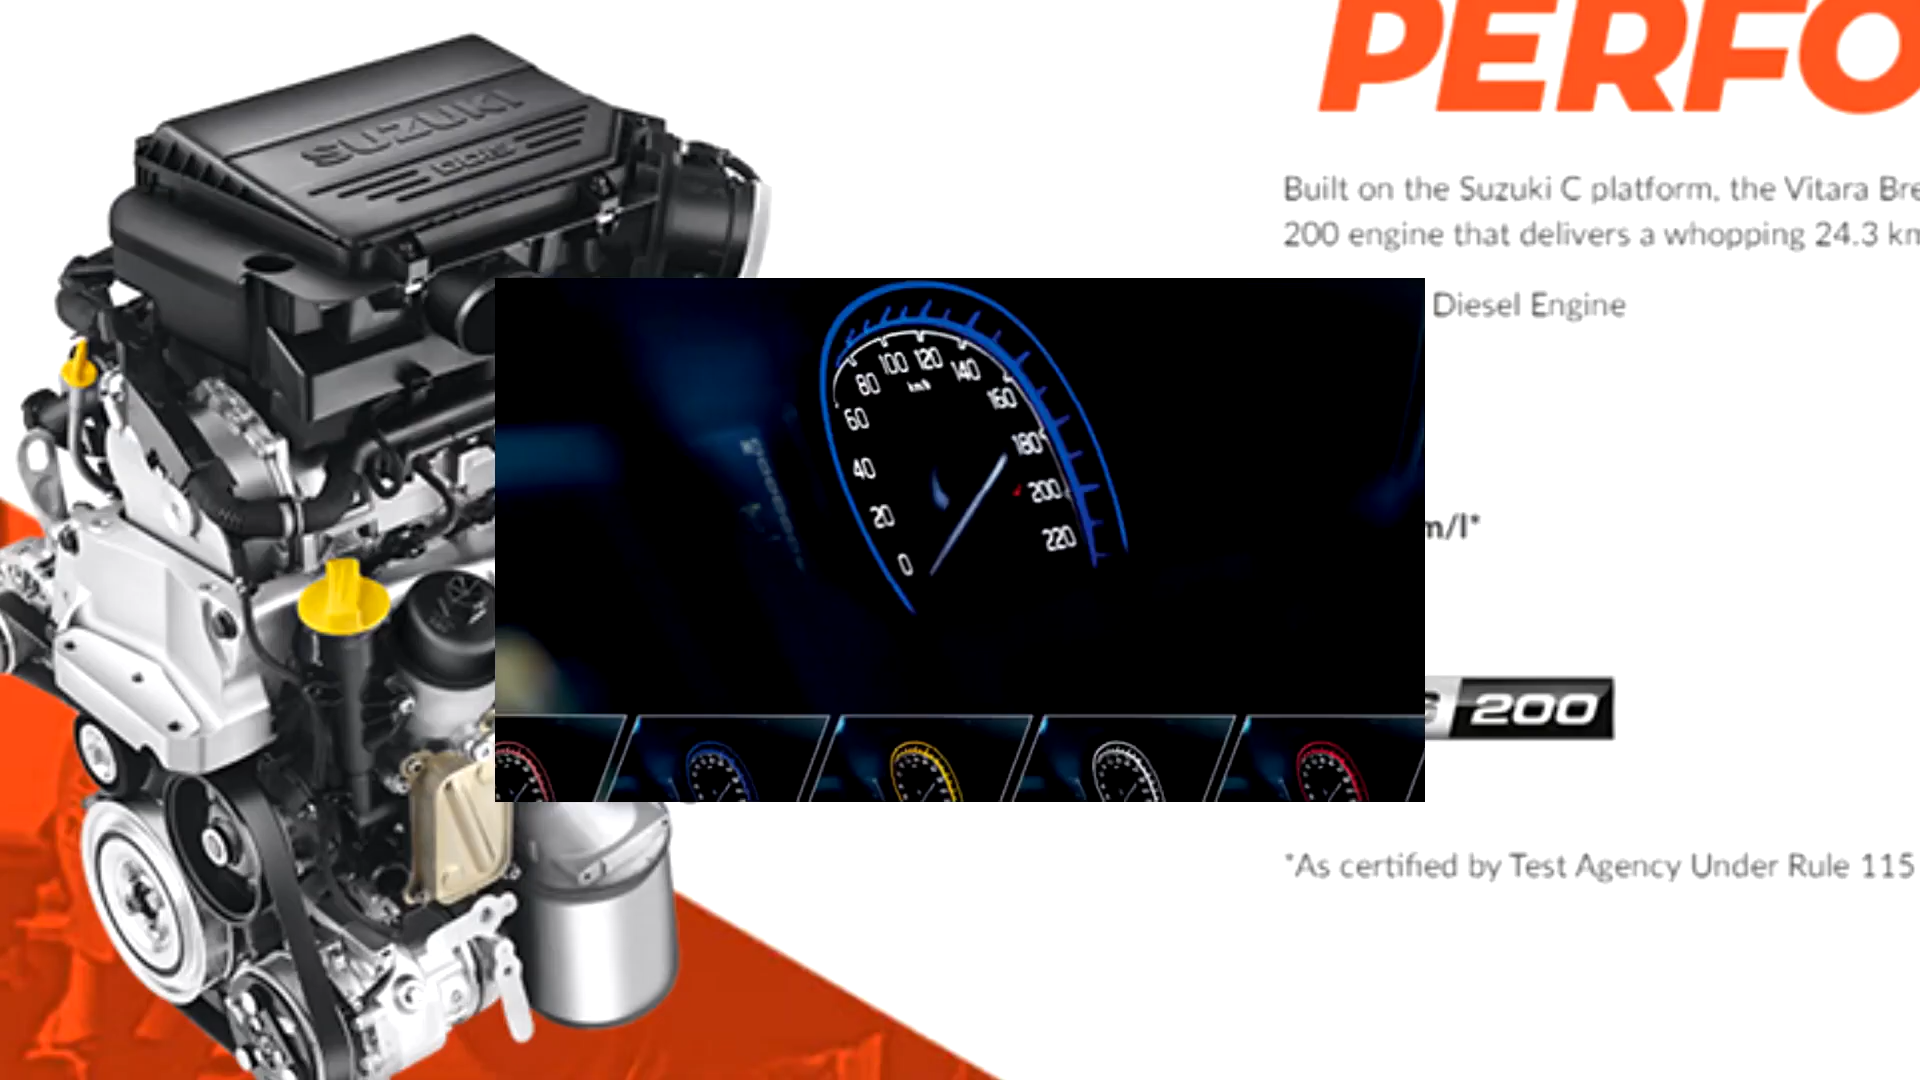 PERFO
SUZUKI
DDiS
Built on the Suzuki C platform, the Vitara Bre
200 engine that delivers a whopping 24.3 km
Diesel Engine
100 120
80 140
km/h
60 160
40 180
20 200
0 220
m/l*
S 200
*As certified by Test Agency Under Rule 115